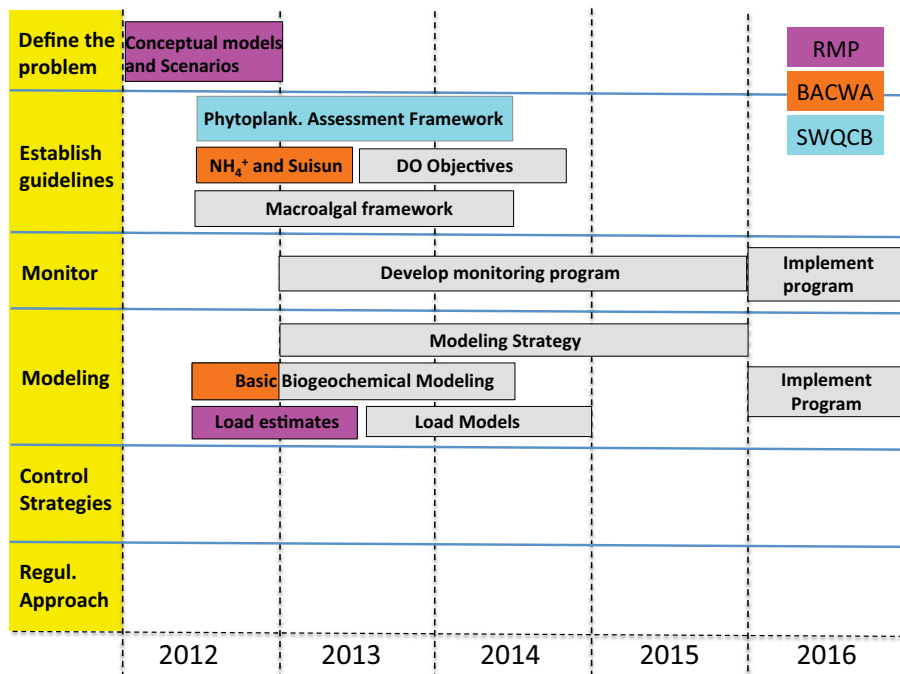 Define the
problem
Conceptual models
and Scenarios
RMP
BACWA
SWQCB
Establish
guidelines
Phytoplank. Assessment Framework
NH₄⁺ and Suisun
DO Objectives
Macroalgal framework
Monitor
Develop monitoring program
Implement
program
Modeling
Modeling Strategy
Basic Biogeochemical Modeling
Implement
Program
Load estimates
Load Models
Control
Strategies
Regul.
Approach
2012
2013
2014
2015
2016